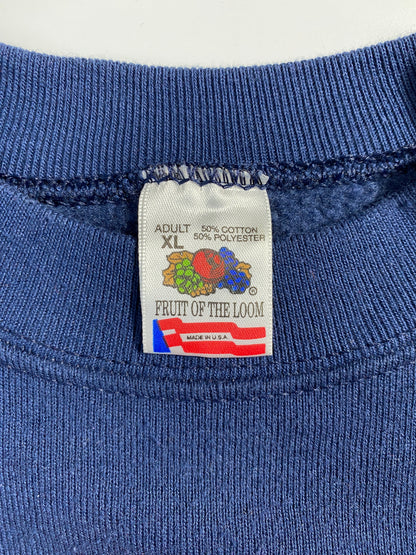 ADULT
XL
50% COTTON
50% POLYESTER
®
FRUIT OF THE LOOM
MADE IN U.S.A.